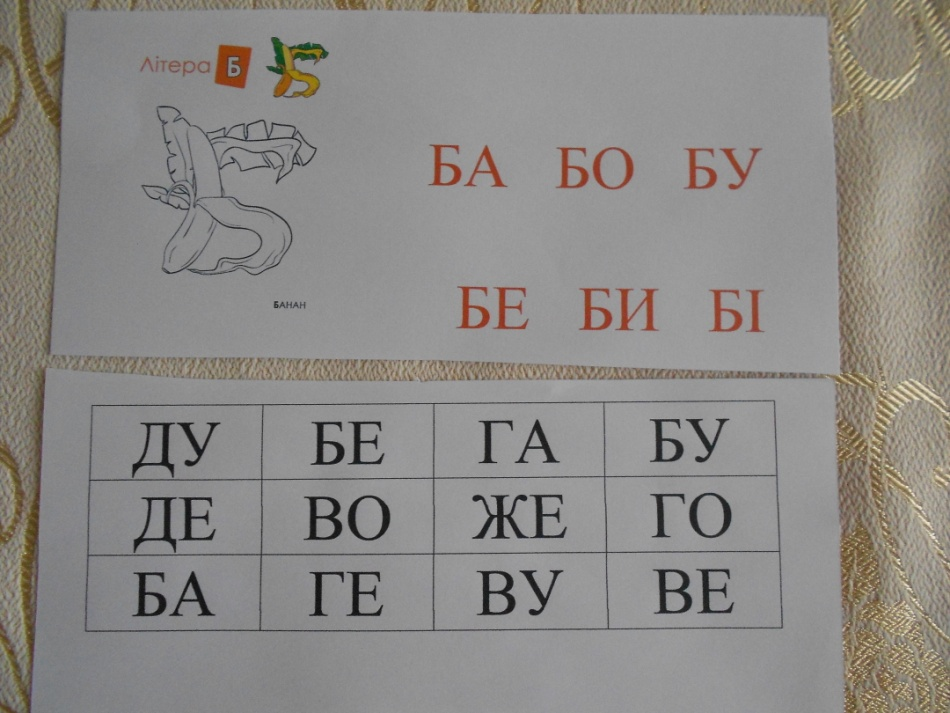 Літера Б
БА БО БУ
БЕ БИ БІ
БАНАН
ДУ БЕ ГА БУ
ДЕ ВО ЖЕ ГО
БА ГЕ ВУ ВЕ